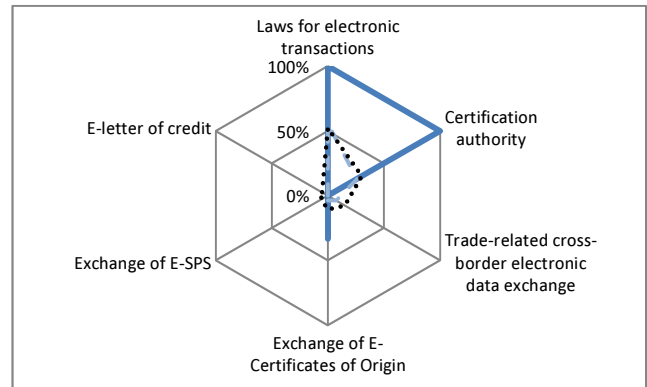 Laws for electronic
transactions
100%
E-letter of credit
50%
Certification
authority
0%
Exchange of E-SPS
Trade-related cross-
border electronic
data exchange
Exchange of E-
Certificates of Origin